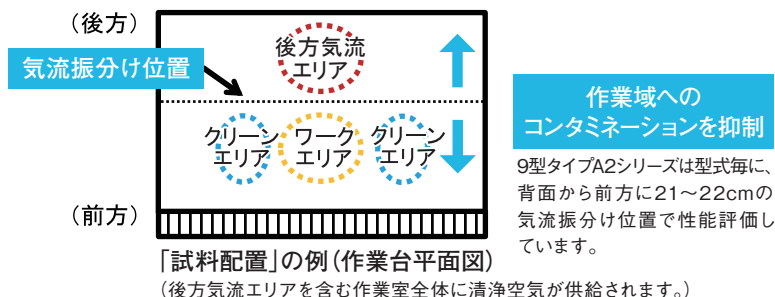 （後方）
気流振分け位置
後方気流
エリア
クリーン
エリア
ワーク
エリア
クリーン
エリア
（前方）
作業域への
コンタミネーションを抑制
9型タイプA2シリーズは型式毎に、
背面から前方に21～22cmの
気流振分け位置で性能評価し
ています。
「試料配置」の例（作業台平面図）
（後方気流エリアを含む作業室全体に清浄空気が供給されます。）